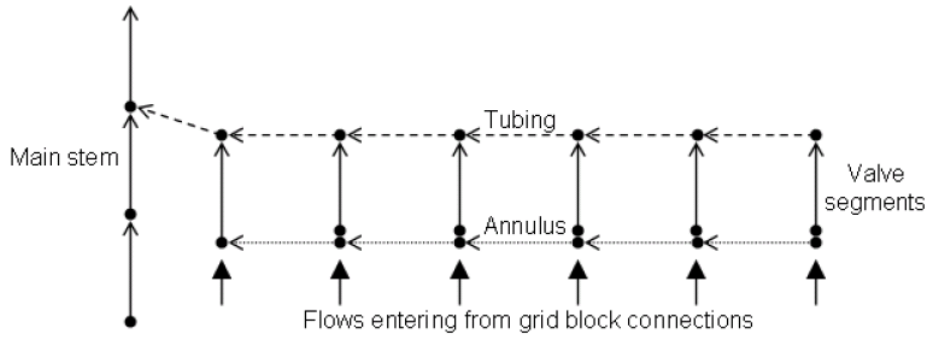 Tubing
Main stem
Valve
segments
Annulus
Flows entering from grid block connections